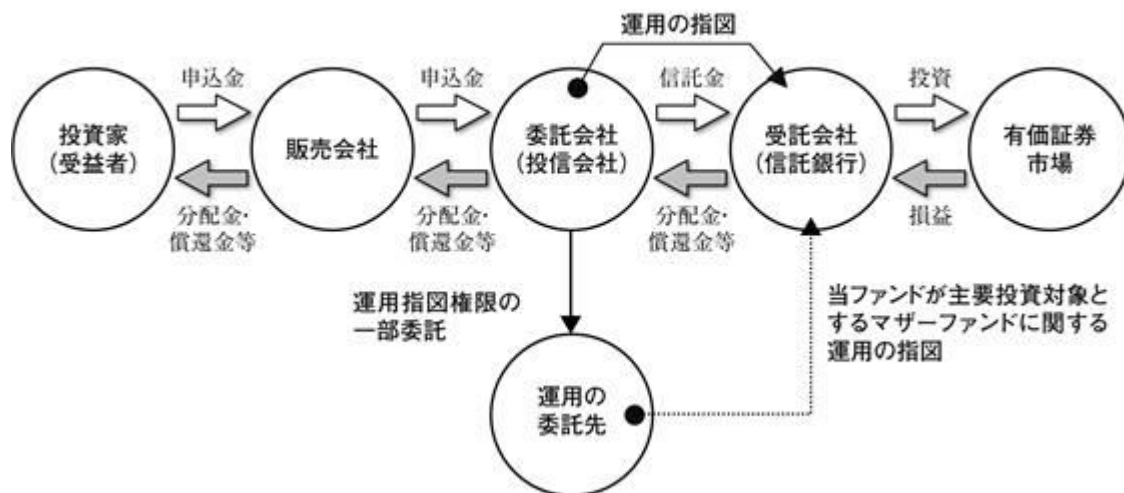 運用の指図
申込金
申込金
信託金
投資
投資家
(受益者)
販売会社
委託会社
(投信会社)
受託会社
(信託銀行)
有価証券
市場
分配金・
償還金等
分配金・
償還金等
分配金・
償還金等
損益
運用指図権限の
一部委託
当ファンドが主要投資対象と
するマザーファンドに関する
運用の指図
運用の
委託先